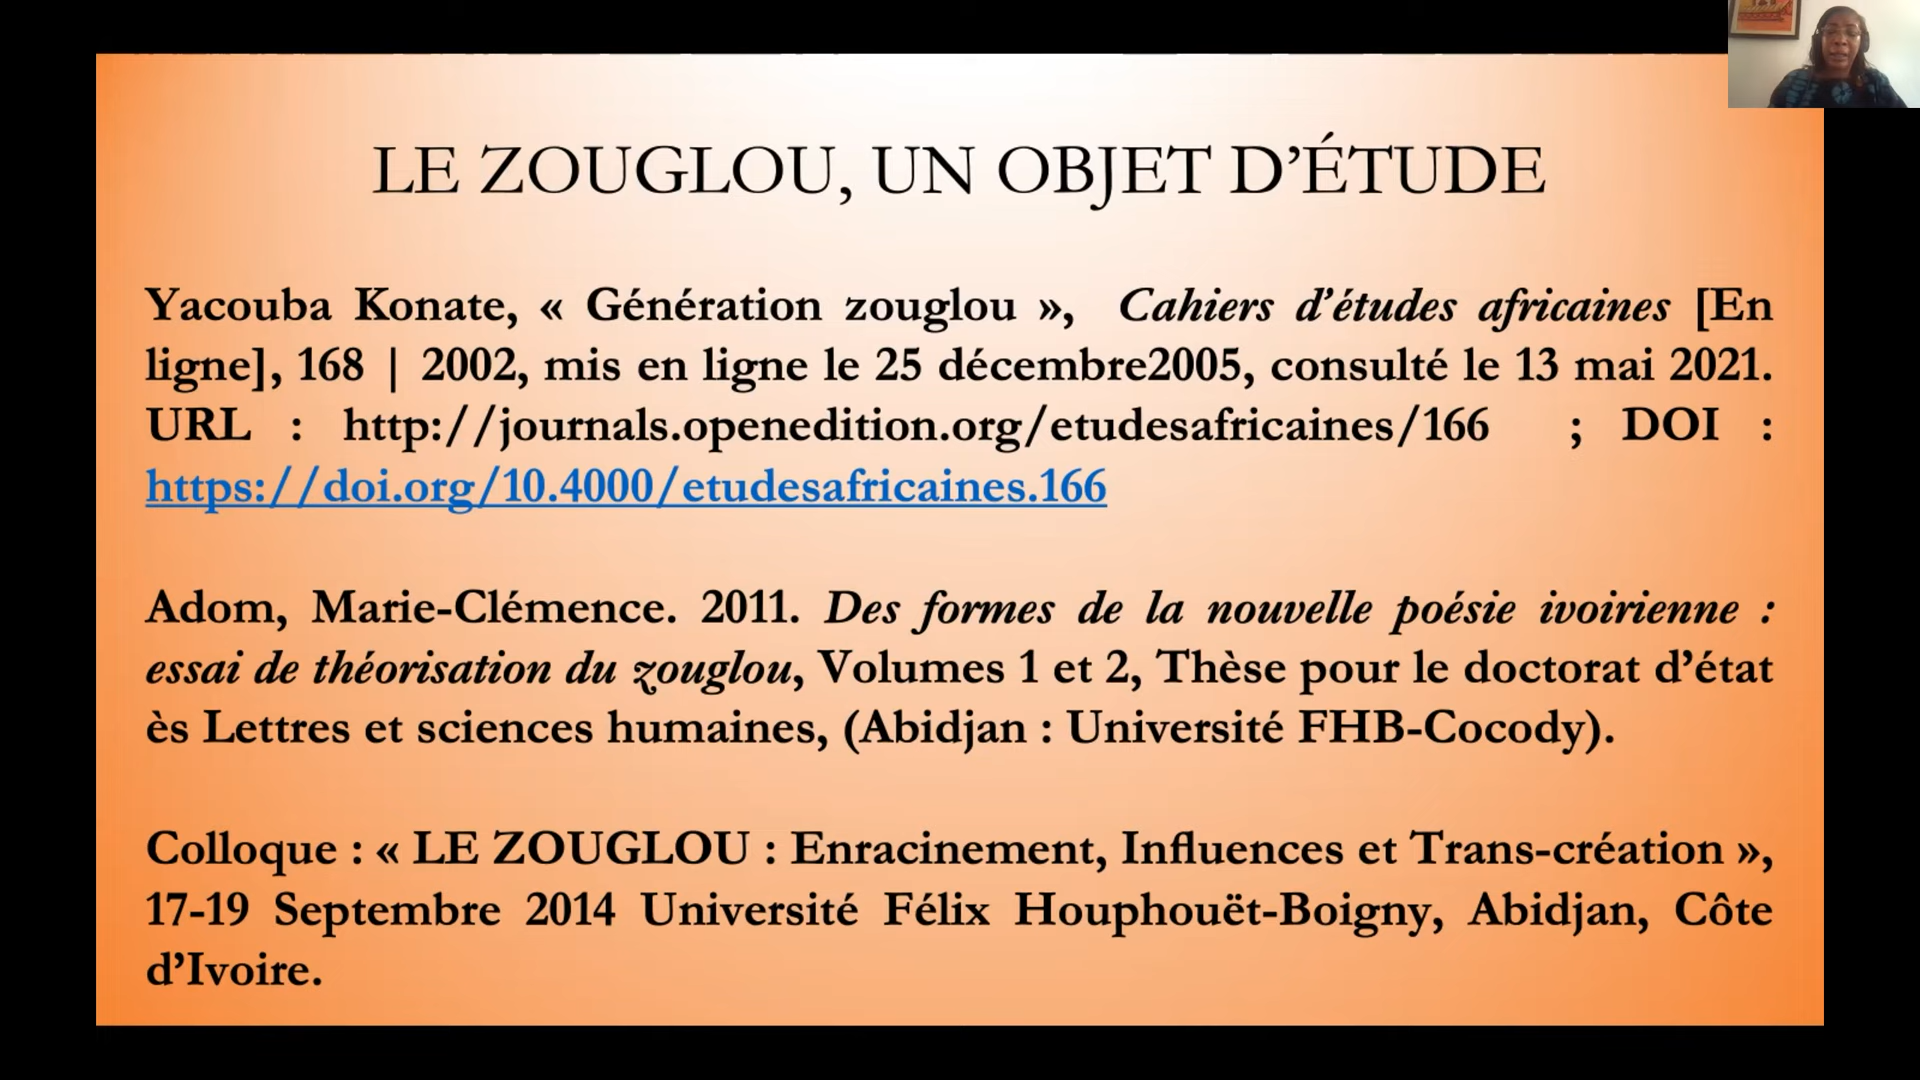 LE ZOUGLOU, UN OBJET D’ÉTUDE
Yacouba Konate, « Génération zouglou », Cahiers d’études africaines [En
ligne], 168 | 2002, mis en ligne le 25 décembre2005, consulté le 13 mai 2021.
URL : http://journals.openedition.org/etudesafricaines/166 ; DOI :
https://doi.org/10.4000/etudesafricaines.166
Adom, Marie-Clémence. 2011. Des formes de la nouvelle poésie ivoirienne :
essai de théorisation du zouglou, Volumes 1 et 2, Thèse pour le doctorat d’état
ès Lettres et sciences humaines, (Abidjan : Université FHB-Cocody).
Colloque : « LE ZOUGLOU : Enracinement, Influences et Trans-création »,
17-19 Septembre 2014 Université Félix Houphouët-Boigny, Abidjan, Côte
d’Ivoire.